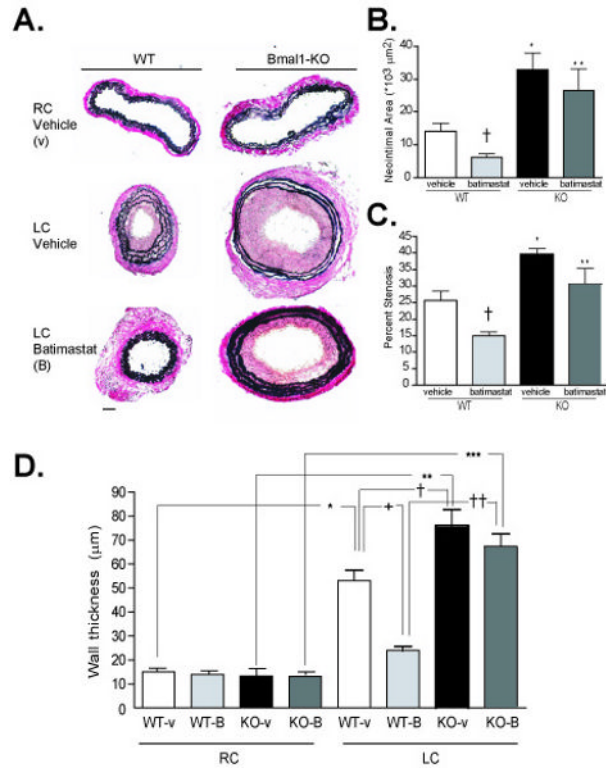 A.
WT
Bmal1-KO
RC
Vehicle
(v)
LC
Vehicle
LC
Batimastat
(B)
B.
Neointimal Area (*10³ µm2)
40
30
20
10
0
†
*
**
vehicle batimastat vehicle batimastat
WT KO
C.
Percent Stenosis
45
40
35
30
25
20
15
10
5
0
†
*
**
vehicle batimastat vehicle batimastat
WT KO
D.
Wall thickness (µm)
90
80
70
60
50
40
30
20
10
0
***
**
* + † ††
WT-v WT-B KO-v KO-B WT-v WT-B KO-v KO-B
RC LC